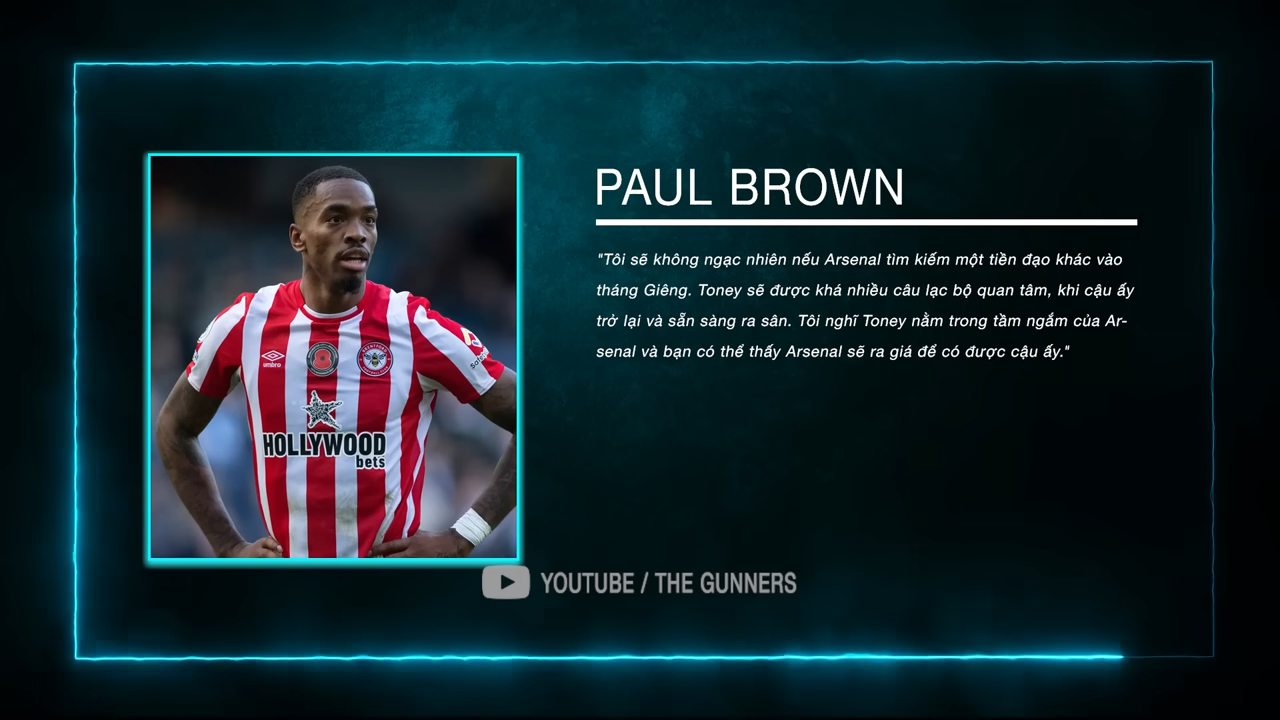 PAUL BROWN
"Tôi sẽ không ngạc nhiên nếu Arsenal tìm kiếm một tiền đạo khác vào
tháng Giêng. Toney sẽ được khá nhiều câu lạc bộ quan tâm, khi cậu ấy
trở lại và sẵn sàng ra sân. Tôi nghĩ Toney nằm trong tầm ngắm của Ar-
senal và bạn có thể thấy Arsenal sẽ ra giá để có được cậu ấy."
umbro
HOLLYWOOD
bets
YOUTUBE / THE GUNNERS